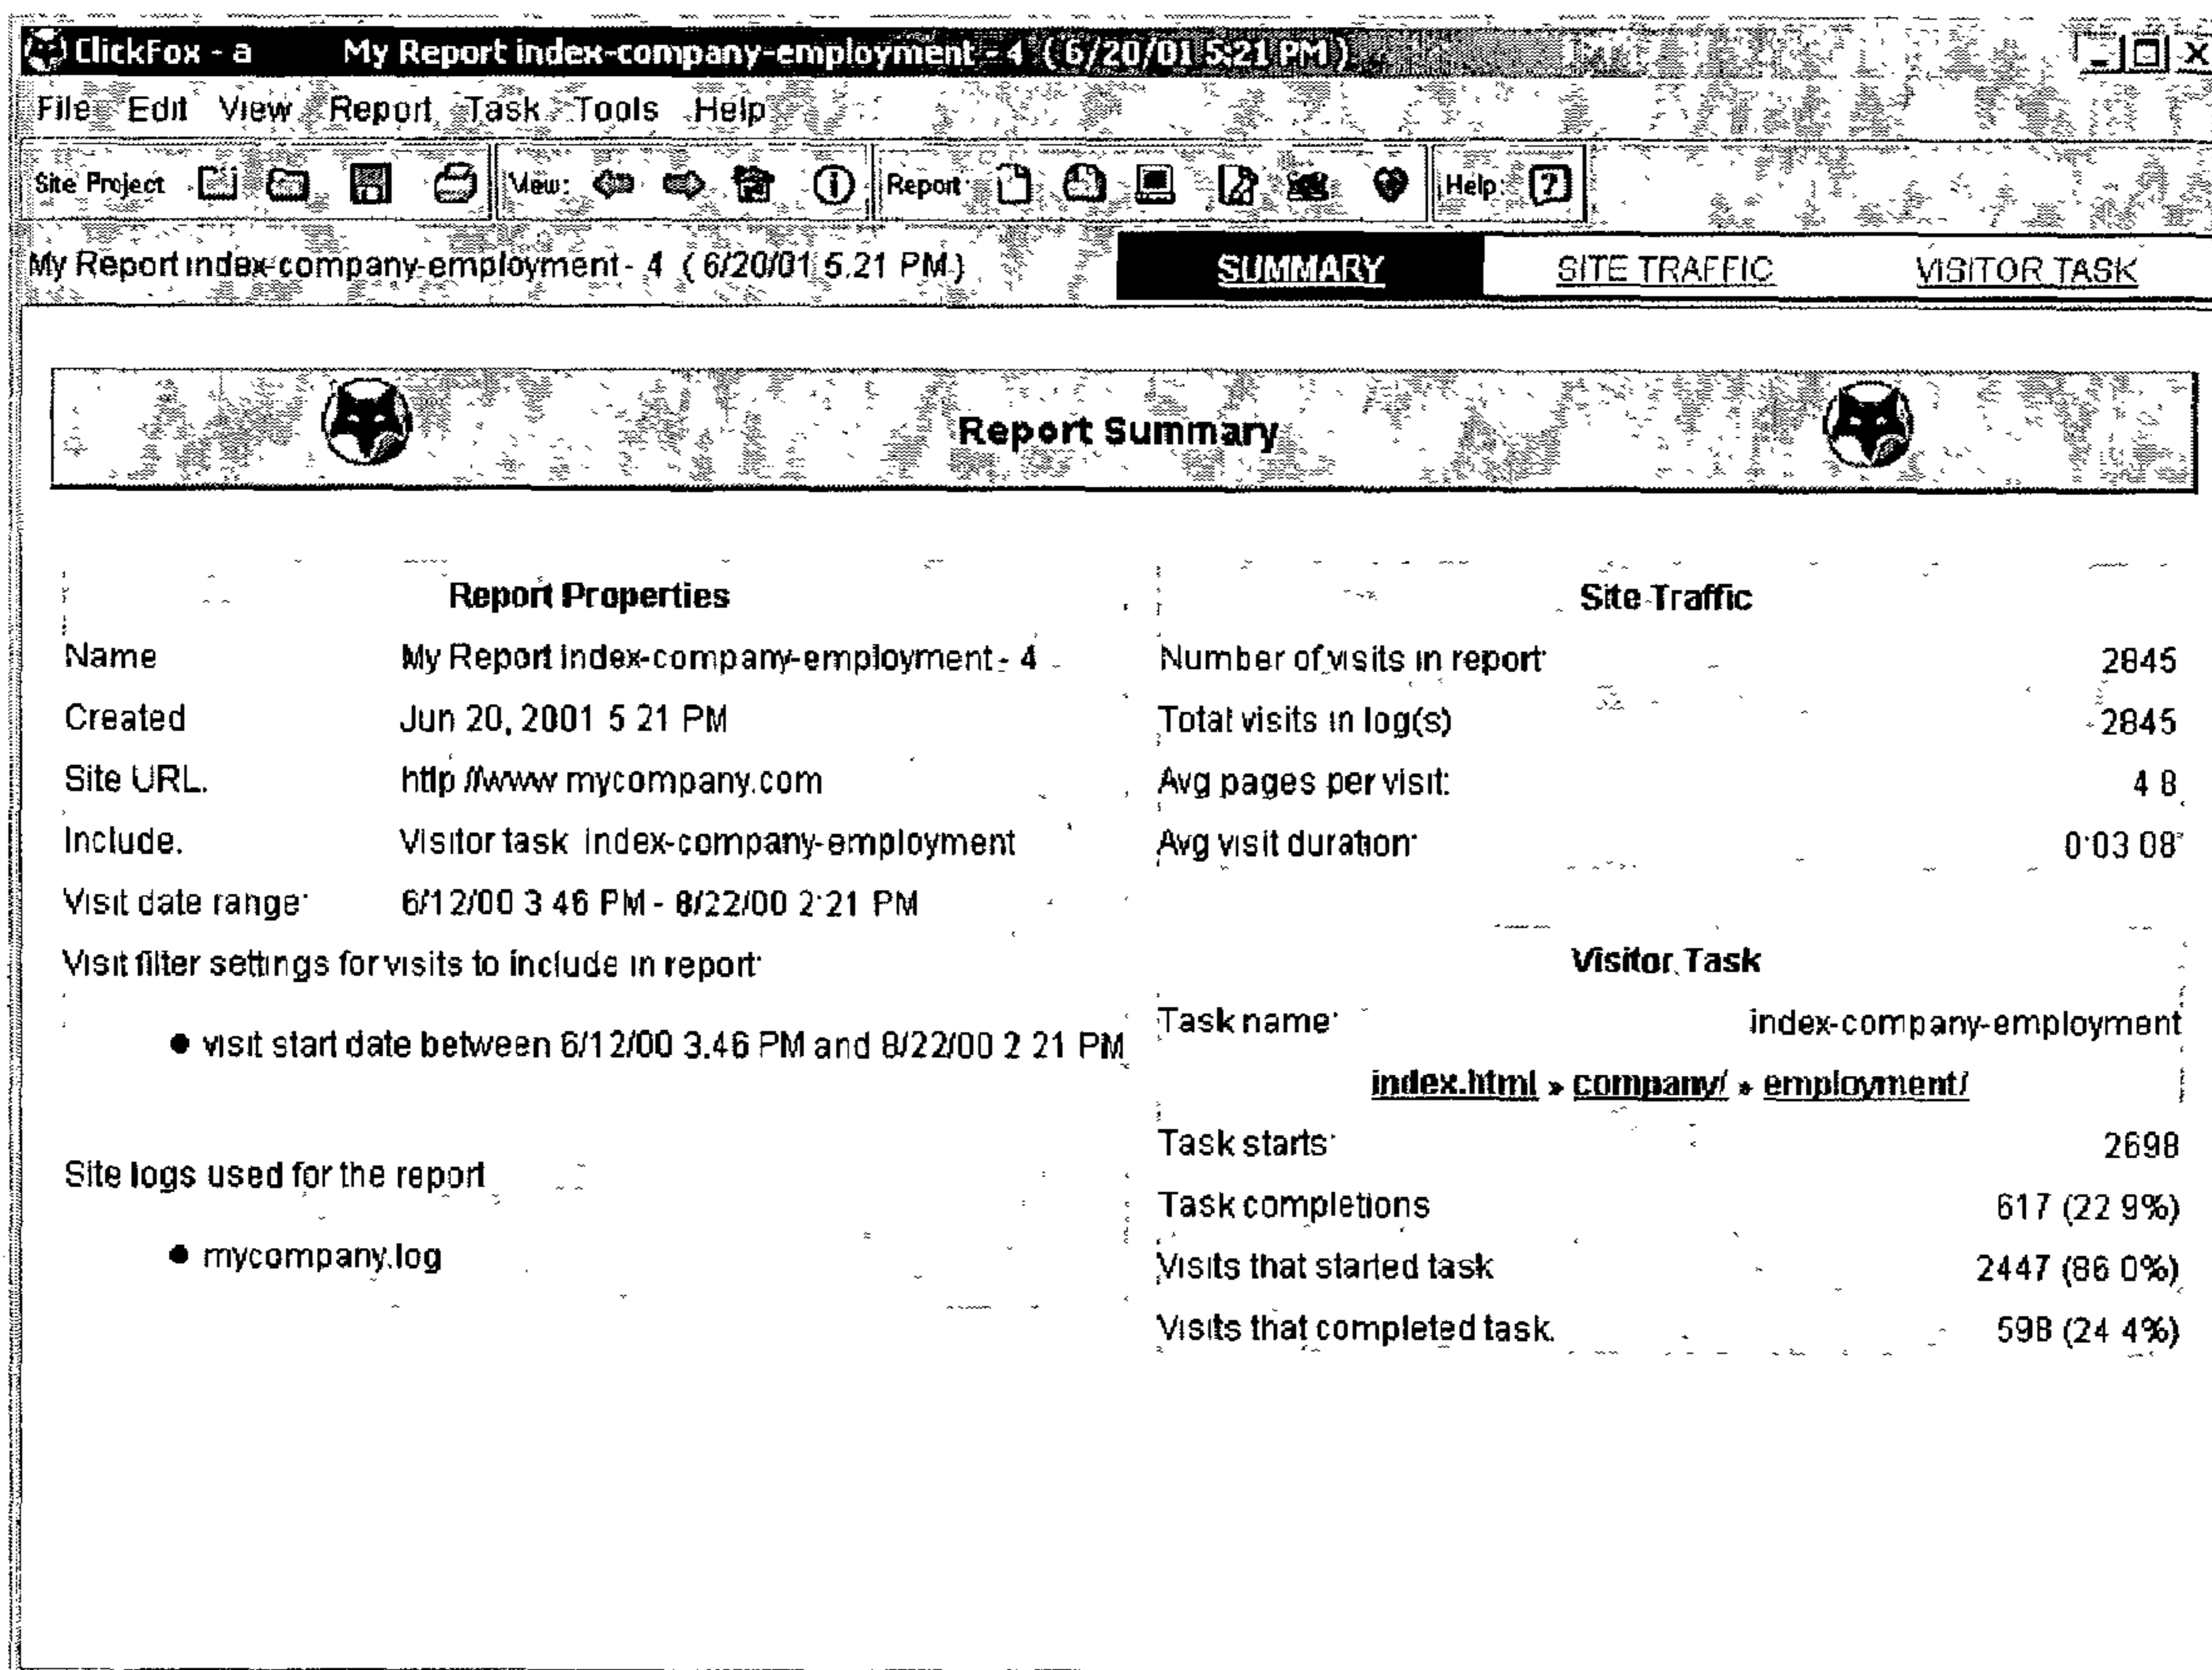 ClickFox - a My Report index-company-employment - 4 ( 6/20/01 5:21 PM )
File Edit View Report Task Tools Help
Site Project View: Report Help:
My Report index-company-employment - 4 ( 6/20/01 5.21 PM ) SUMMARY SITE TRAFFIC VISITOR TASK
Report Summary
Report Properties
Name My Report index-company-employment - 4
Created Jun 20, 2001 5 21 PM
Site URL. http //www mycompany.com
Include. Visitor task index-company-employment
Visit date range: 6/12/00 3 46 PM - 8/22/00 2:21 PM
Visit filter settings for visits to include in report:
● visit start date between 6/12/00 3.46 PM and 8/22/00 2 21 PM
Site logs used for the report
● mycompany.log
Site Traffic
Number of visits in report: 2845
Total visits in log(s) 2845
Avg pages per visit: 4 8
Avg visit duration: 0:03 08
Visitor Task
Task name: index-company-employment
index.html » company/ » employment/
Task starts: 2698
Task completions 617 (22 9%)
Visits that started task 2447 (86 0%)
Visits that completed task. 598 (24 4%)